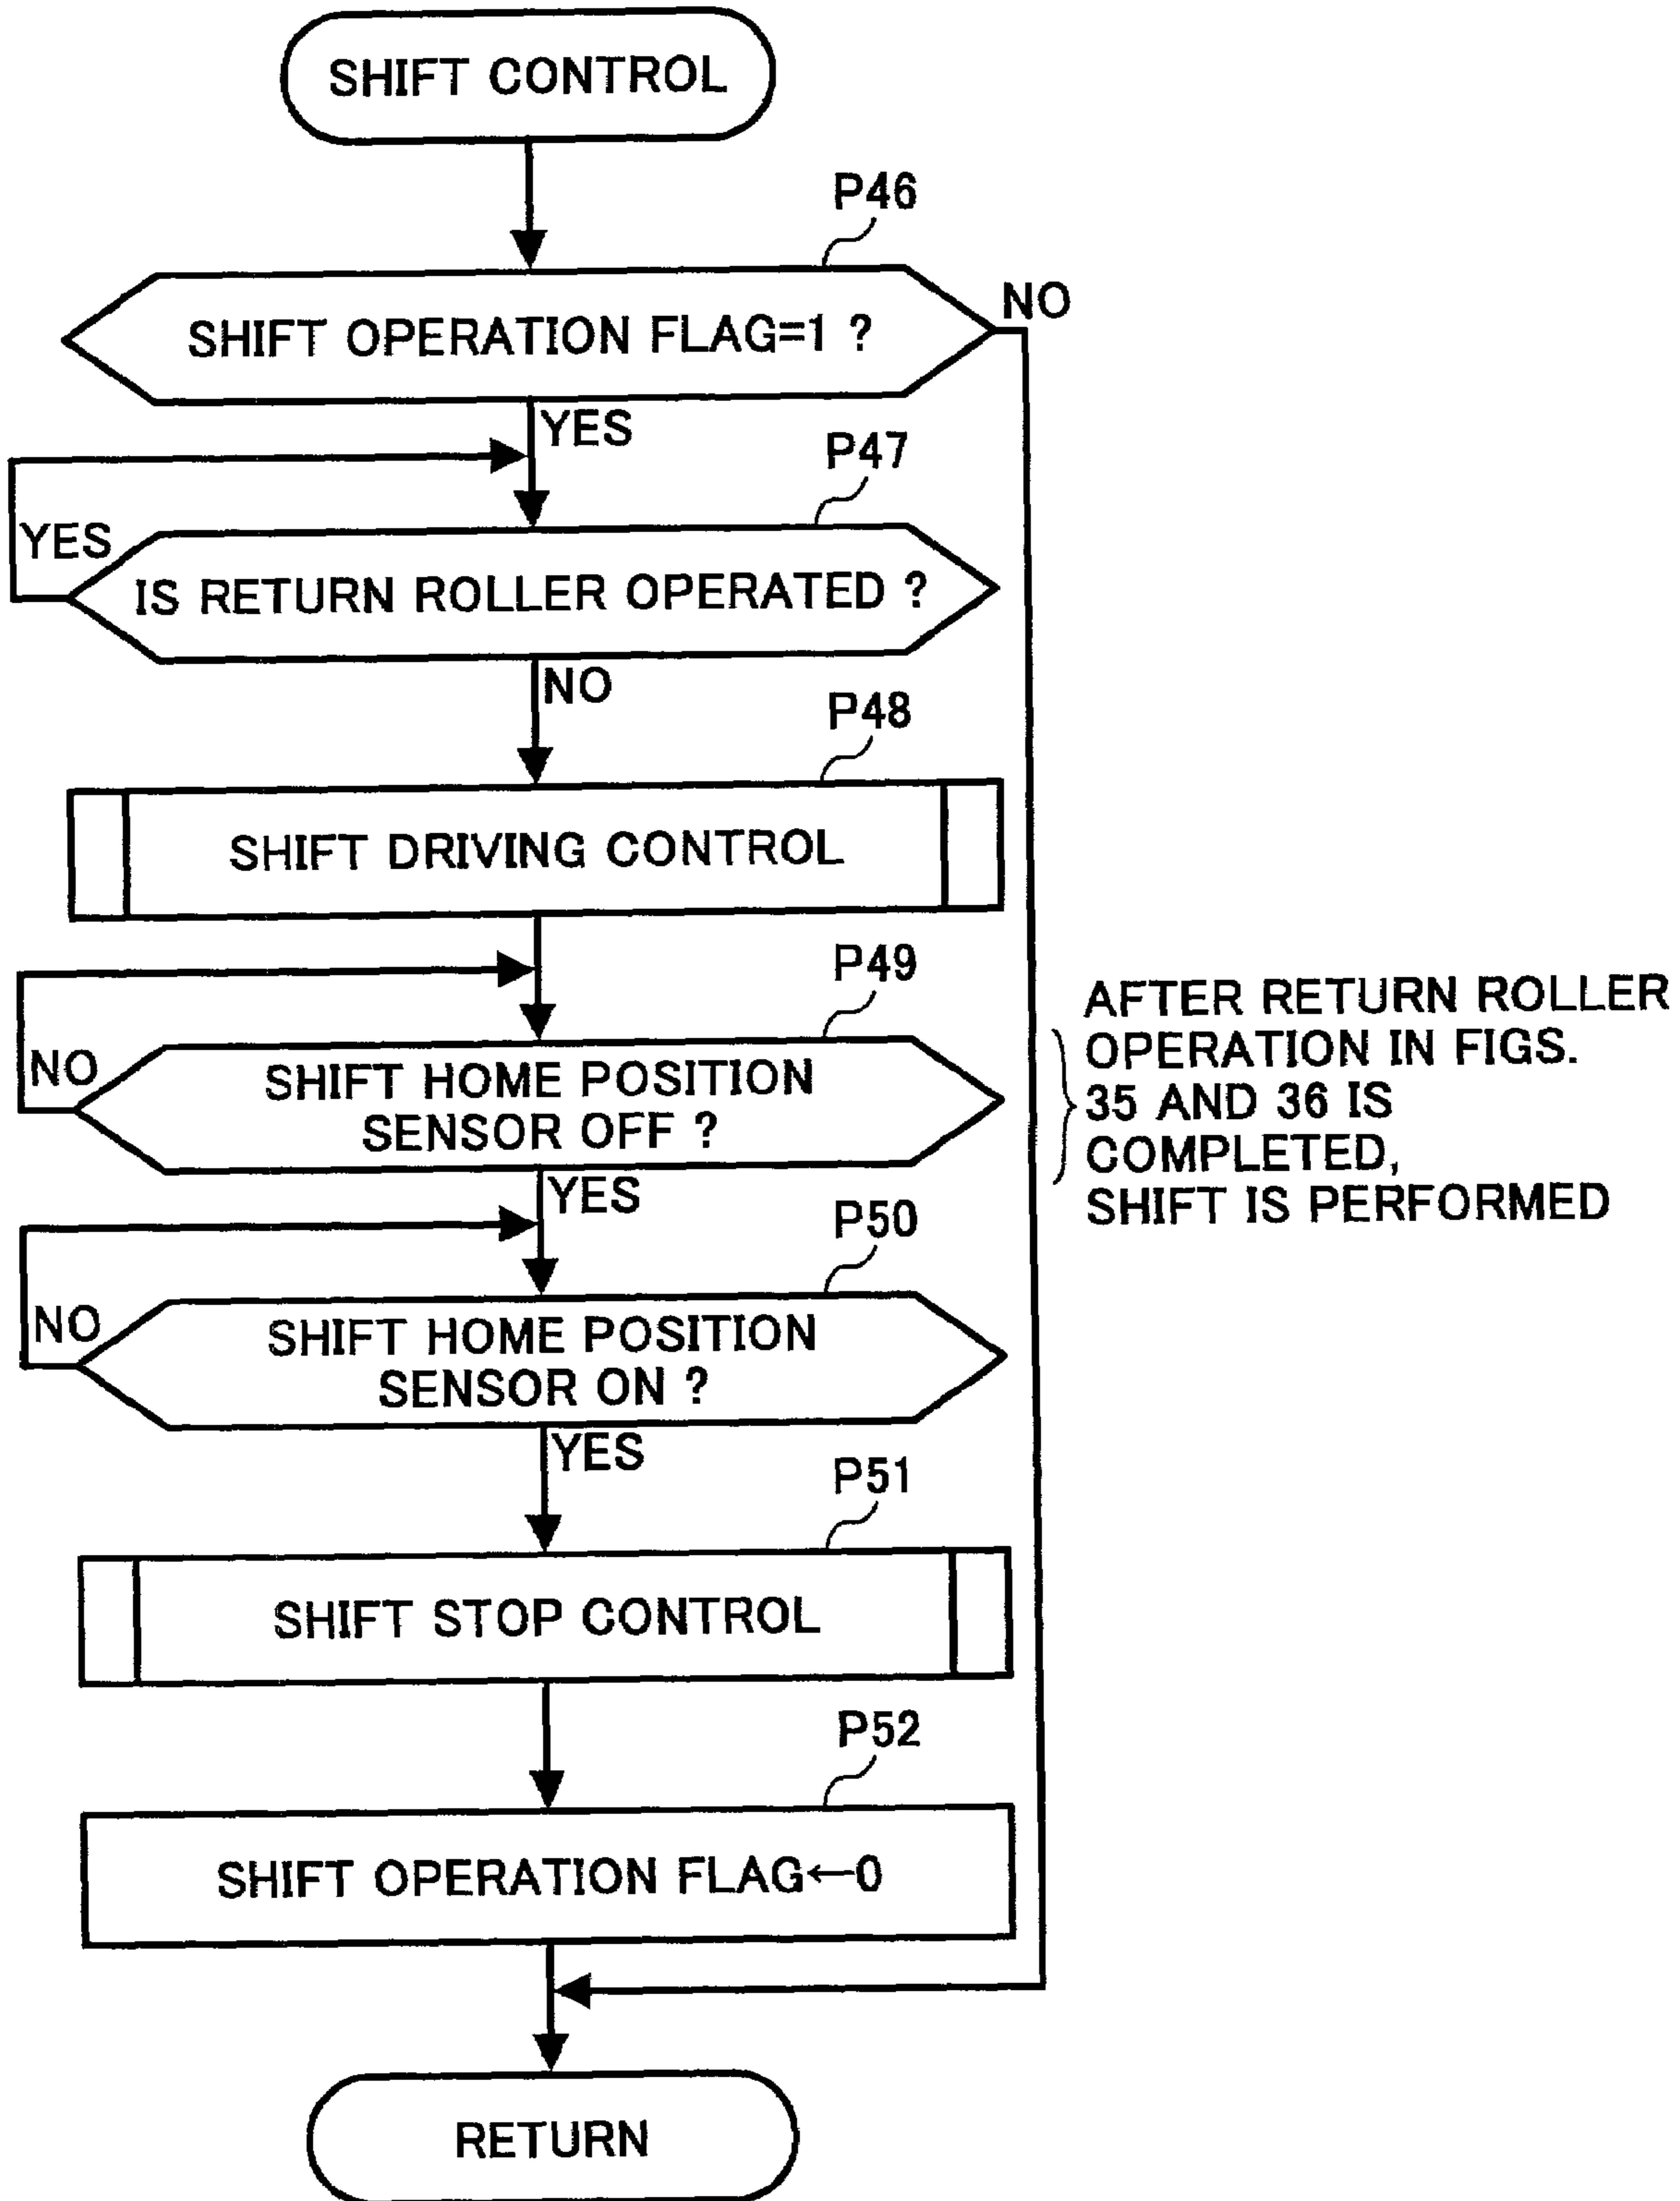 SHIFT CONTROL
P46
SHIFT OPERATION FLAG=1 ?
NO
YES
P47
YES
IS RETURN ROLLER OPERATED ?
NO
P48
SHIFT DRIVING CONTROL
P49
NO
SHIFT HOME POSITION
SENSOR OFF ?
YES
AFTER RETURN ROLLER
OPERATION IN FIGS.
35 AND 36 IS
COMPLETED,
SHIFT IS PERFORMED
P50
NO
SHIFT HOME POSITION
SENSOR ON ?
YES
P51
SHIFT STOP CONTROL
P52
SHIFT OPERATION FLAG←0
RETURN